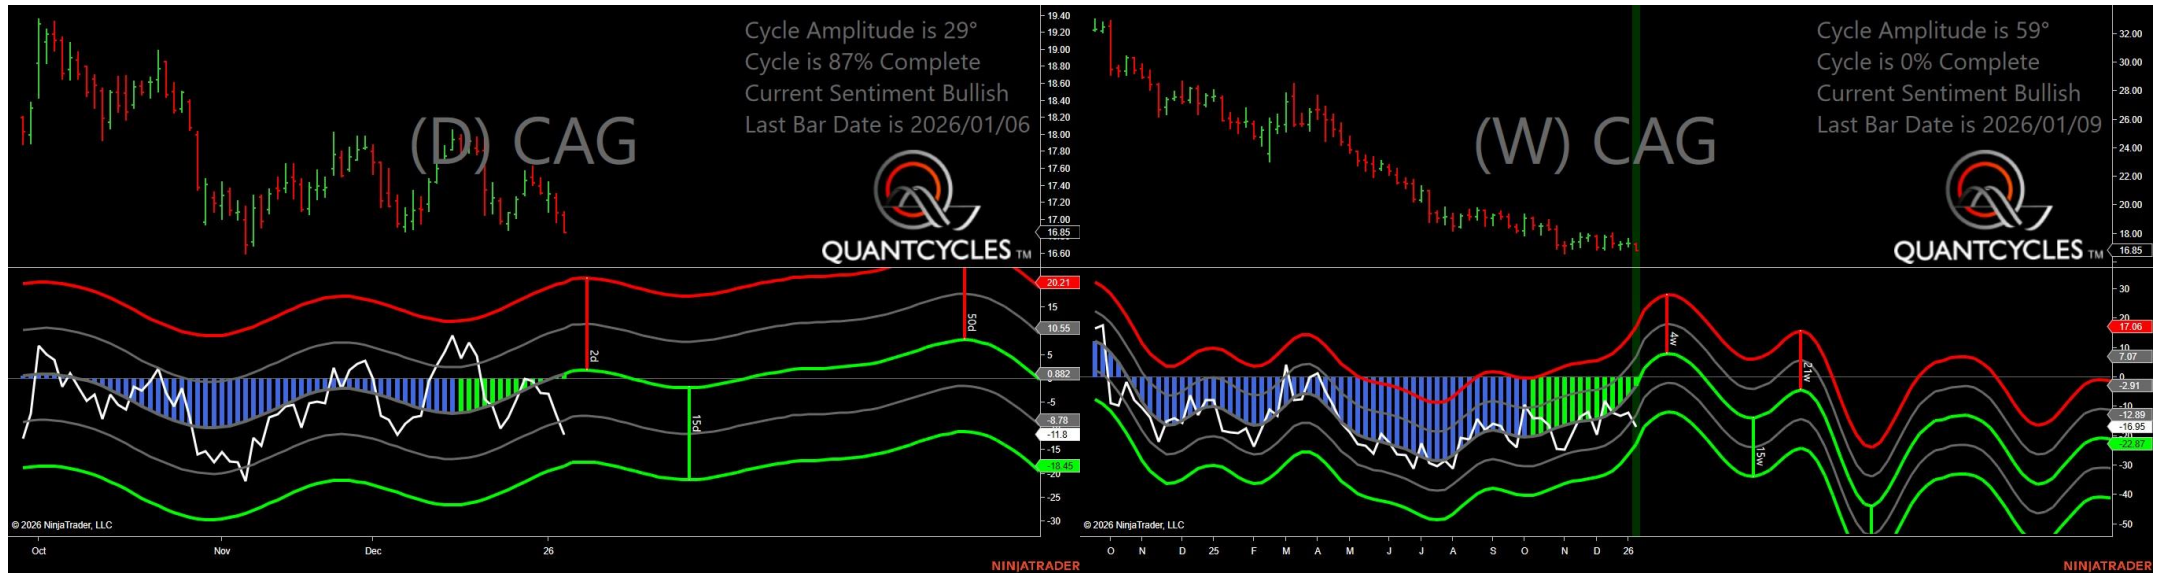 Cycle Amplitude is 29°
Cycle is 87% Complete
Current Sentiment Bullish
Last Bar Date is 2026/01/06
(D) CAG
QUANTCYCLES TM
19.40
19.20
19.00
18.80
18.60
18.40
18.20
18.00
17.80
17.60
17.40
17.20
17.00
16.85
16.60
20.21
15
10.55
5
0.882
-5
-8.78
-11.8
-15
-18.45
-25
-30
2d
15d
50d
© 2026 NinjaTrader, LLC
Oct
Nov
Dec
26
NINJATRADER
Cycle Amplitude is 59°
Cycle is 0% Complete
Current Sentiment Bullish
Last Bar Date is 2026/01/09
(W) CAG
QUANTCYCLES TM
32.00
30.00
28.00
26.00
24.00
22.00
20.00
18.00
16.85
30
20
17.06
10
7.07
0
-2.91
-10
-12.89
-16.95
-22.87
-30
-40
-50
4w
15w
21w
© 2026 NinjaTrader, LLC
O
N
D
25
F
M
A
M
J
J
A
S
O
N
D
26
NINJATRADER